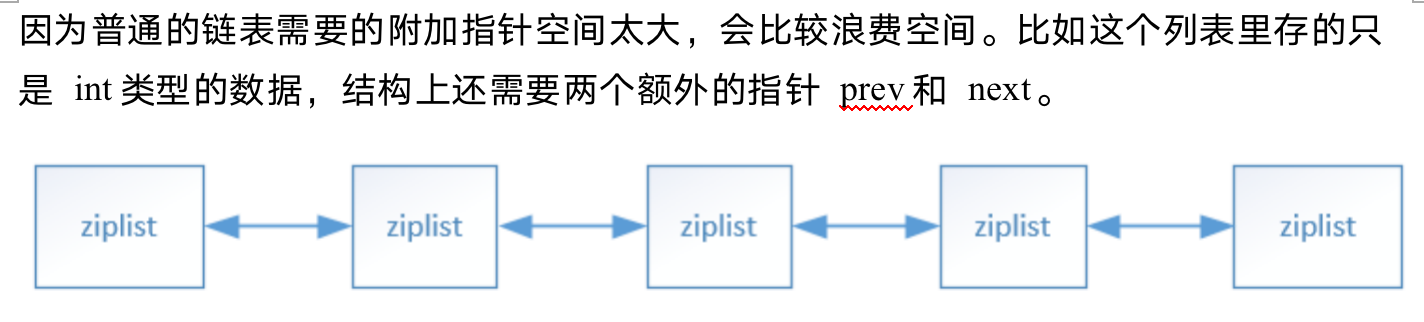 因为普通的链表需要的附加指针空间太大，会比较浪费空间。比如这个列表里存的只
是 int 类型的数据，结构上还需要两个额外的指针 prev 和 next。
ziplist ziplist ziplist ziplist ziplist